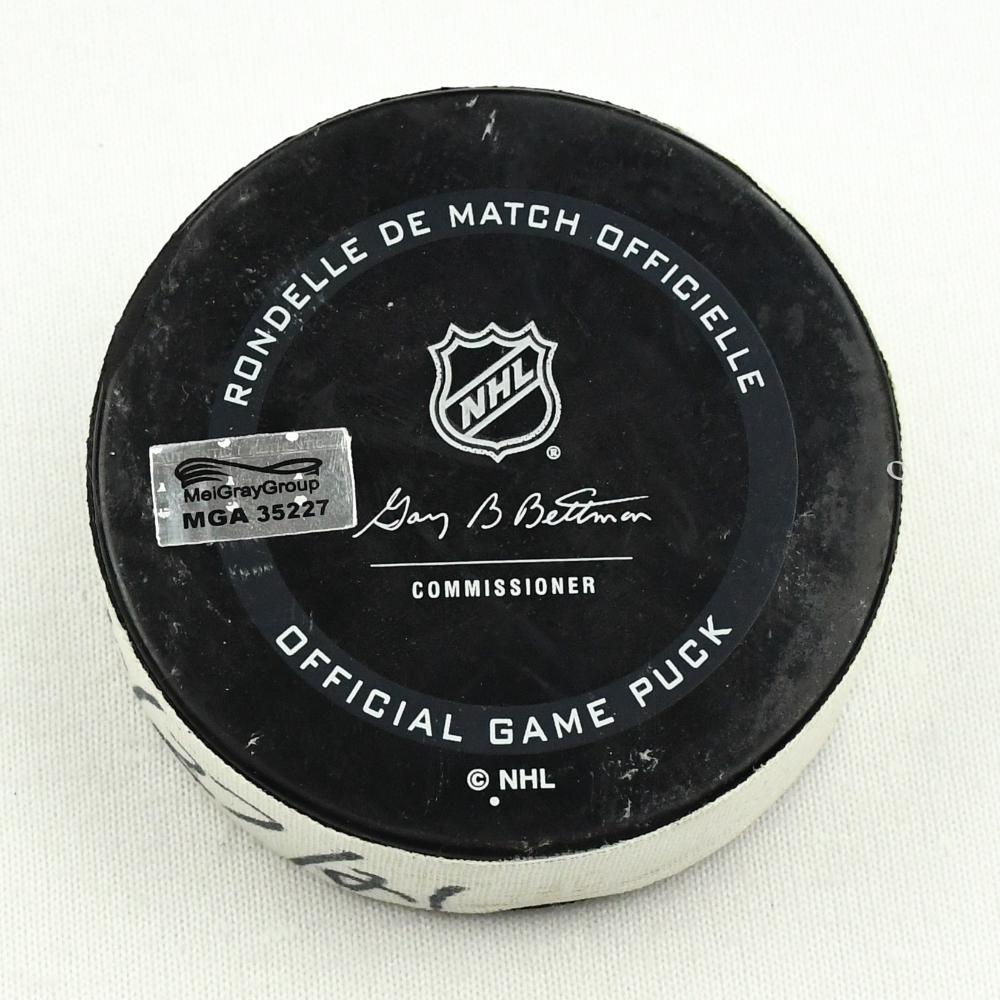 RONDELLE DE MATCH OFFICIELLE
NHL
®
MeiGrayGroup
MGA 35227
Gary B Bettman
COMMISSIONER
OFFICIAL GAME PUCK
© NHL